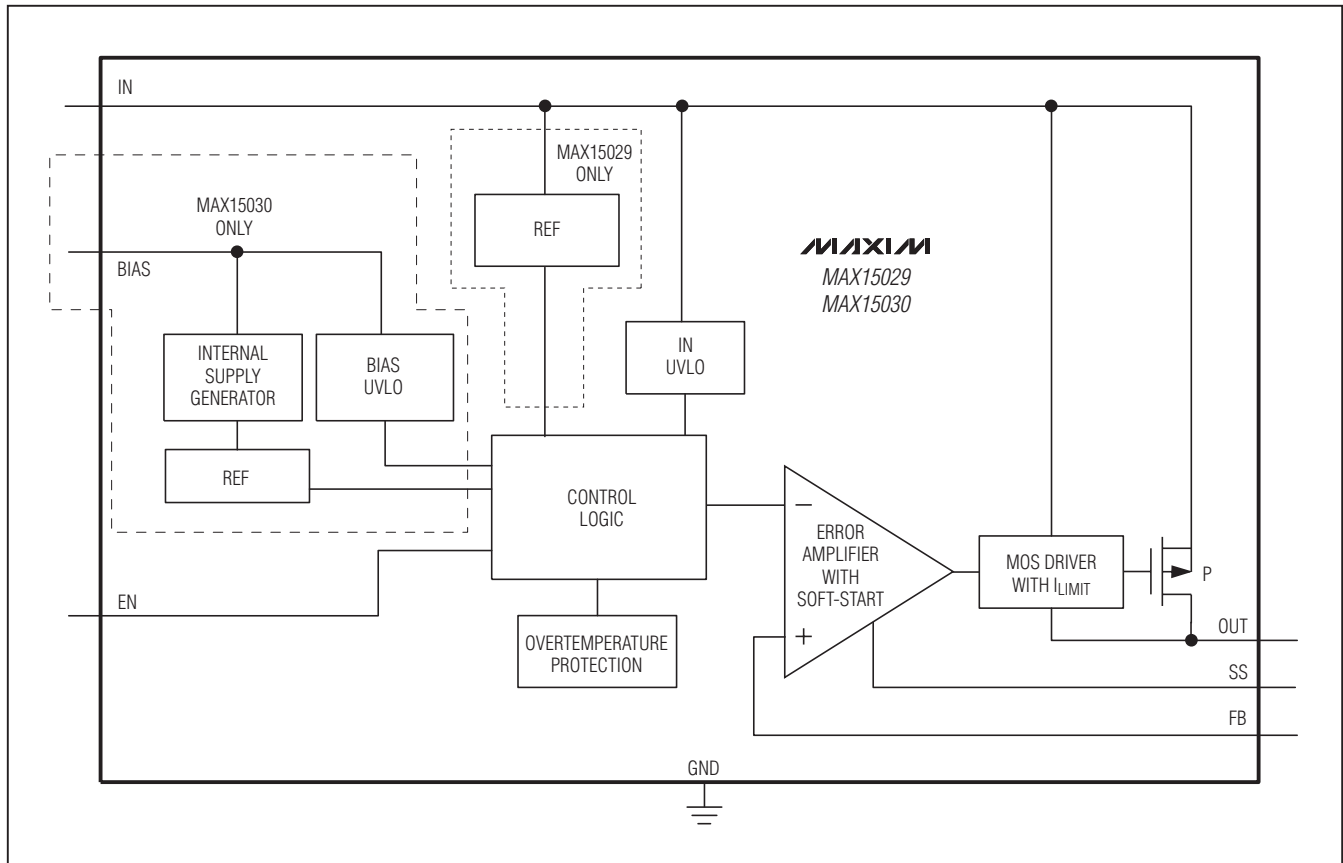 IN
MAX15029
ONLY
REF
MAX15030
ONLY
BIAS
MAXIM
MAX15029
MAX15030
INTERNAL
SUPPLY
GENERATOR
BIAS
UVLO
IN
UVLO
REF
CONTROL
LOGIC
−
ERROR
AMPLIFIER
WITH
SOFT-START
+
MOS DRIVER
WITH ILIMIT
P
EN
OVERTEMPERATURE
PROTECTION
OUT
SS
FB
GND